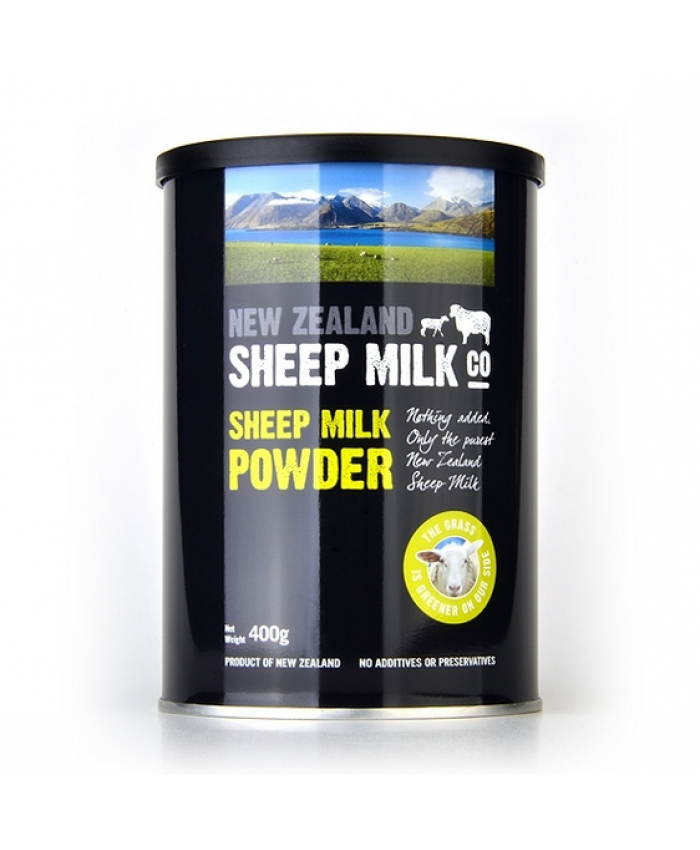 NEW ZEALAND
SHEEP MILK CO
SHEEP MILK
POWDER
Nothing added.
Only the purest
New Zealand
Sheep Milk
THE GRASS
IS GREENER ON OUR SIDE
Net
Weight 400g
PRODUCT OF NEW ZEALAND NO ADDITIVES OR PRESERVATIVES